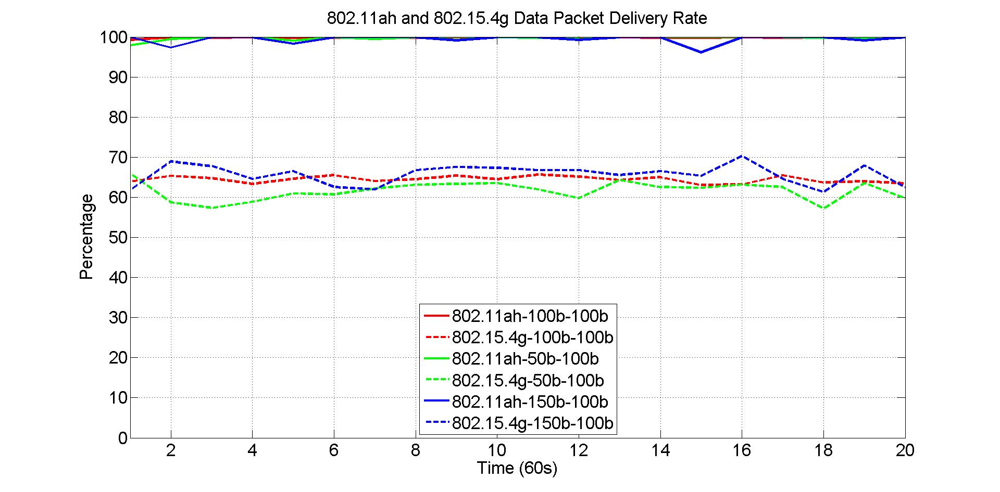 802.11ah and 802.15.4g Data Packet Delivery Rate
100
90
80
70
60
50
40
30
20
10
0
Percentage
802.11ah-100b-100b
802.15.4g-100b-100b
802.11ah-50b-100b
802.15.4g-50b-100b
802.11ah-150b-100b
802.15.4g-150b-100b
2 4 6 8 10 12 14 16 18 20
Time (60s)